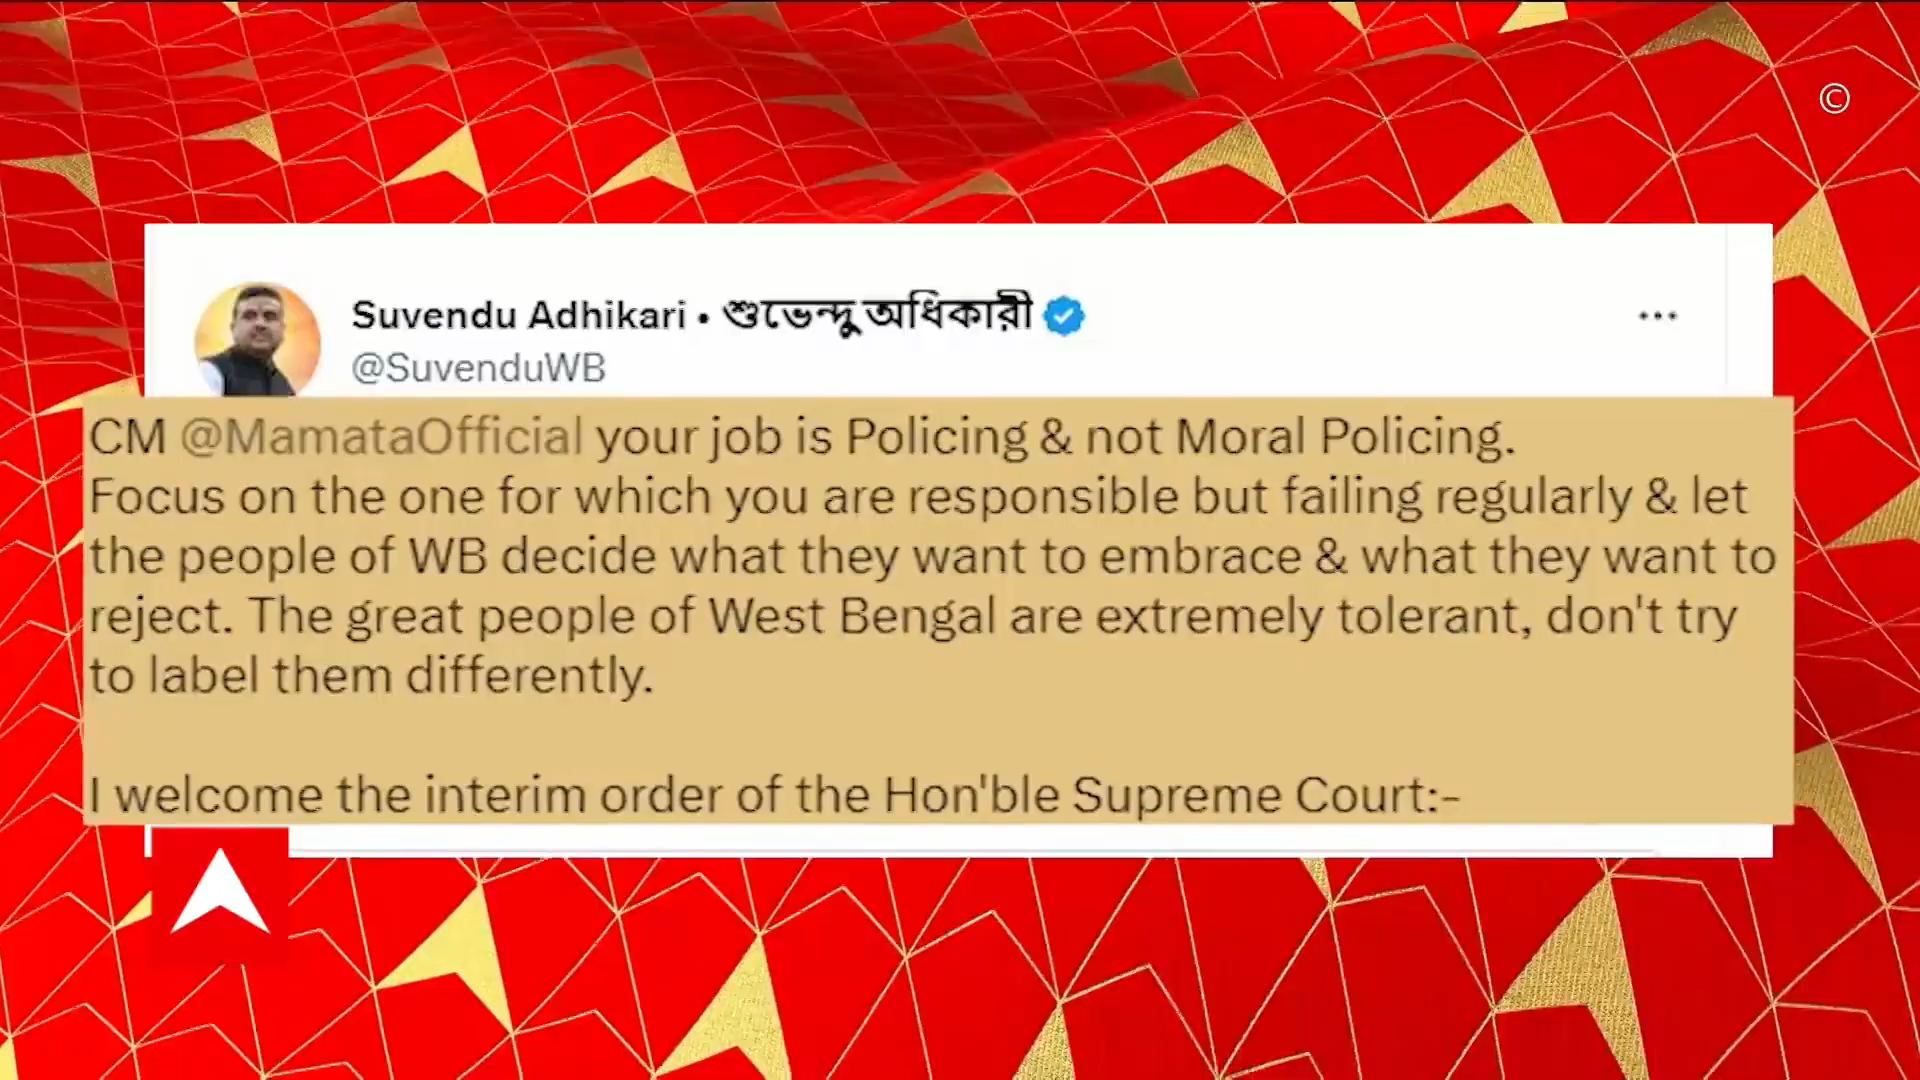 ©
Suvendu Adhikari • শুভেন্দু অধিকারী
@SuvenduWB
CM @MamataOfficial your job is Policing & not Moral Policing.
Focus on the one for which you are responsible but failing regularly & let
the people of WB decide what they want to embrace & what they want to
reject. The great people of West Bengal are extremely tolerant, don't try
to label them differently.
I welcome the interim order of the Hon'ble Supreme Court:-